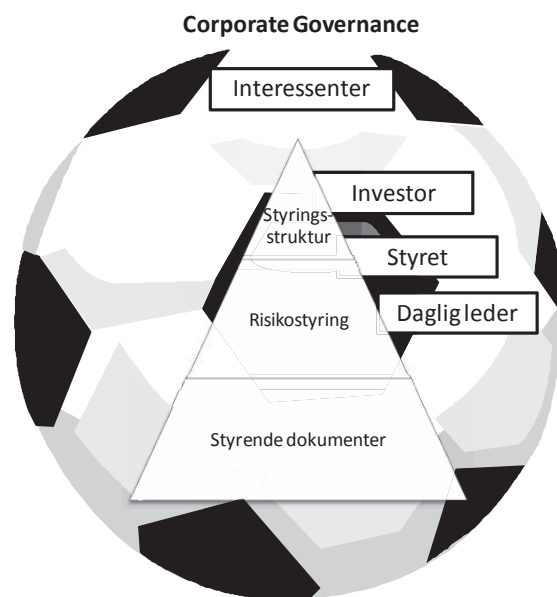 Corporate Governance
Interessenter
Investor
Styrings-
struktur
Styret
Daglig leder
Risikostyring
Styrende dokumenter